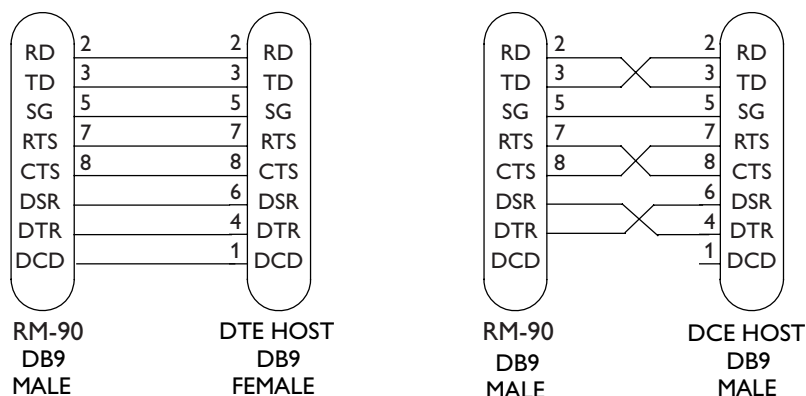 RD 2 2 RD
TD 3 3 TD
SG 5 5 SG
RTS 7 7 RTS
CTS 8 8 CTS
DSR 6 DSR
DTR 4 DTR
DCD 1 DCD
RM-90 DTE HOST
DB9 DB9
MALE FEMALE
RD 2 2 RD
TD 3 3 TD
SG 5 5 SG
RTS 7 7 RTS
CTS 8 8 CTS
DSR 6 DSR
DTR 4 DTR
DCD 1 DCD
RM-90 DCE HOST
DB9 DB9
MALE MALE